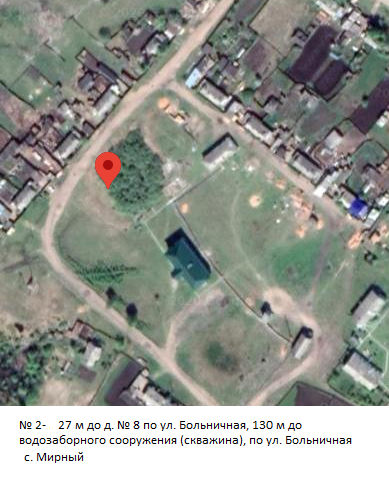 № 2- 27 м до д. № 8 по ул. Больничная, 130 м до
водозаборного сооружения (скважина), по ул. Больничная
с. Мирный